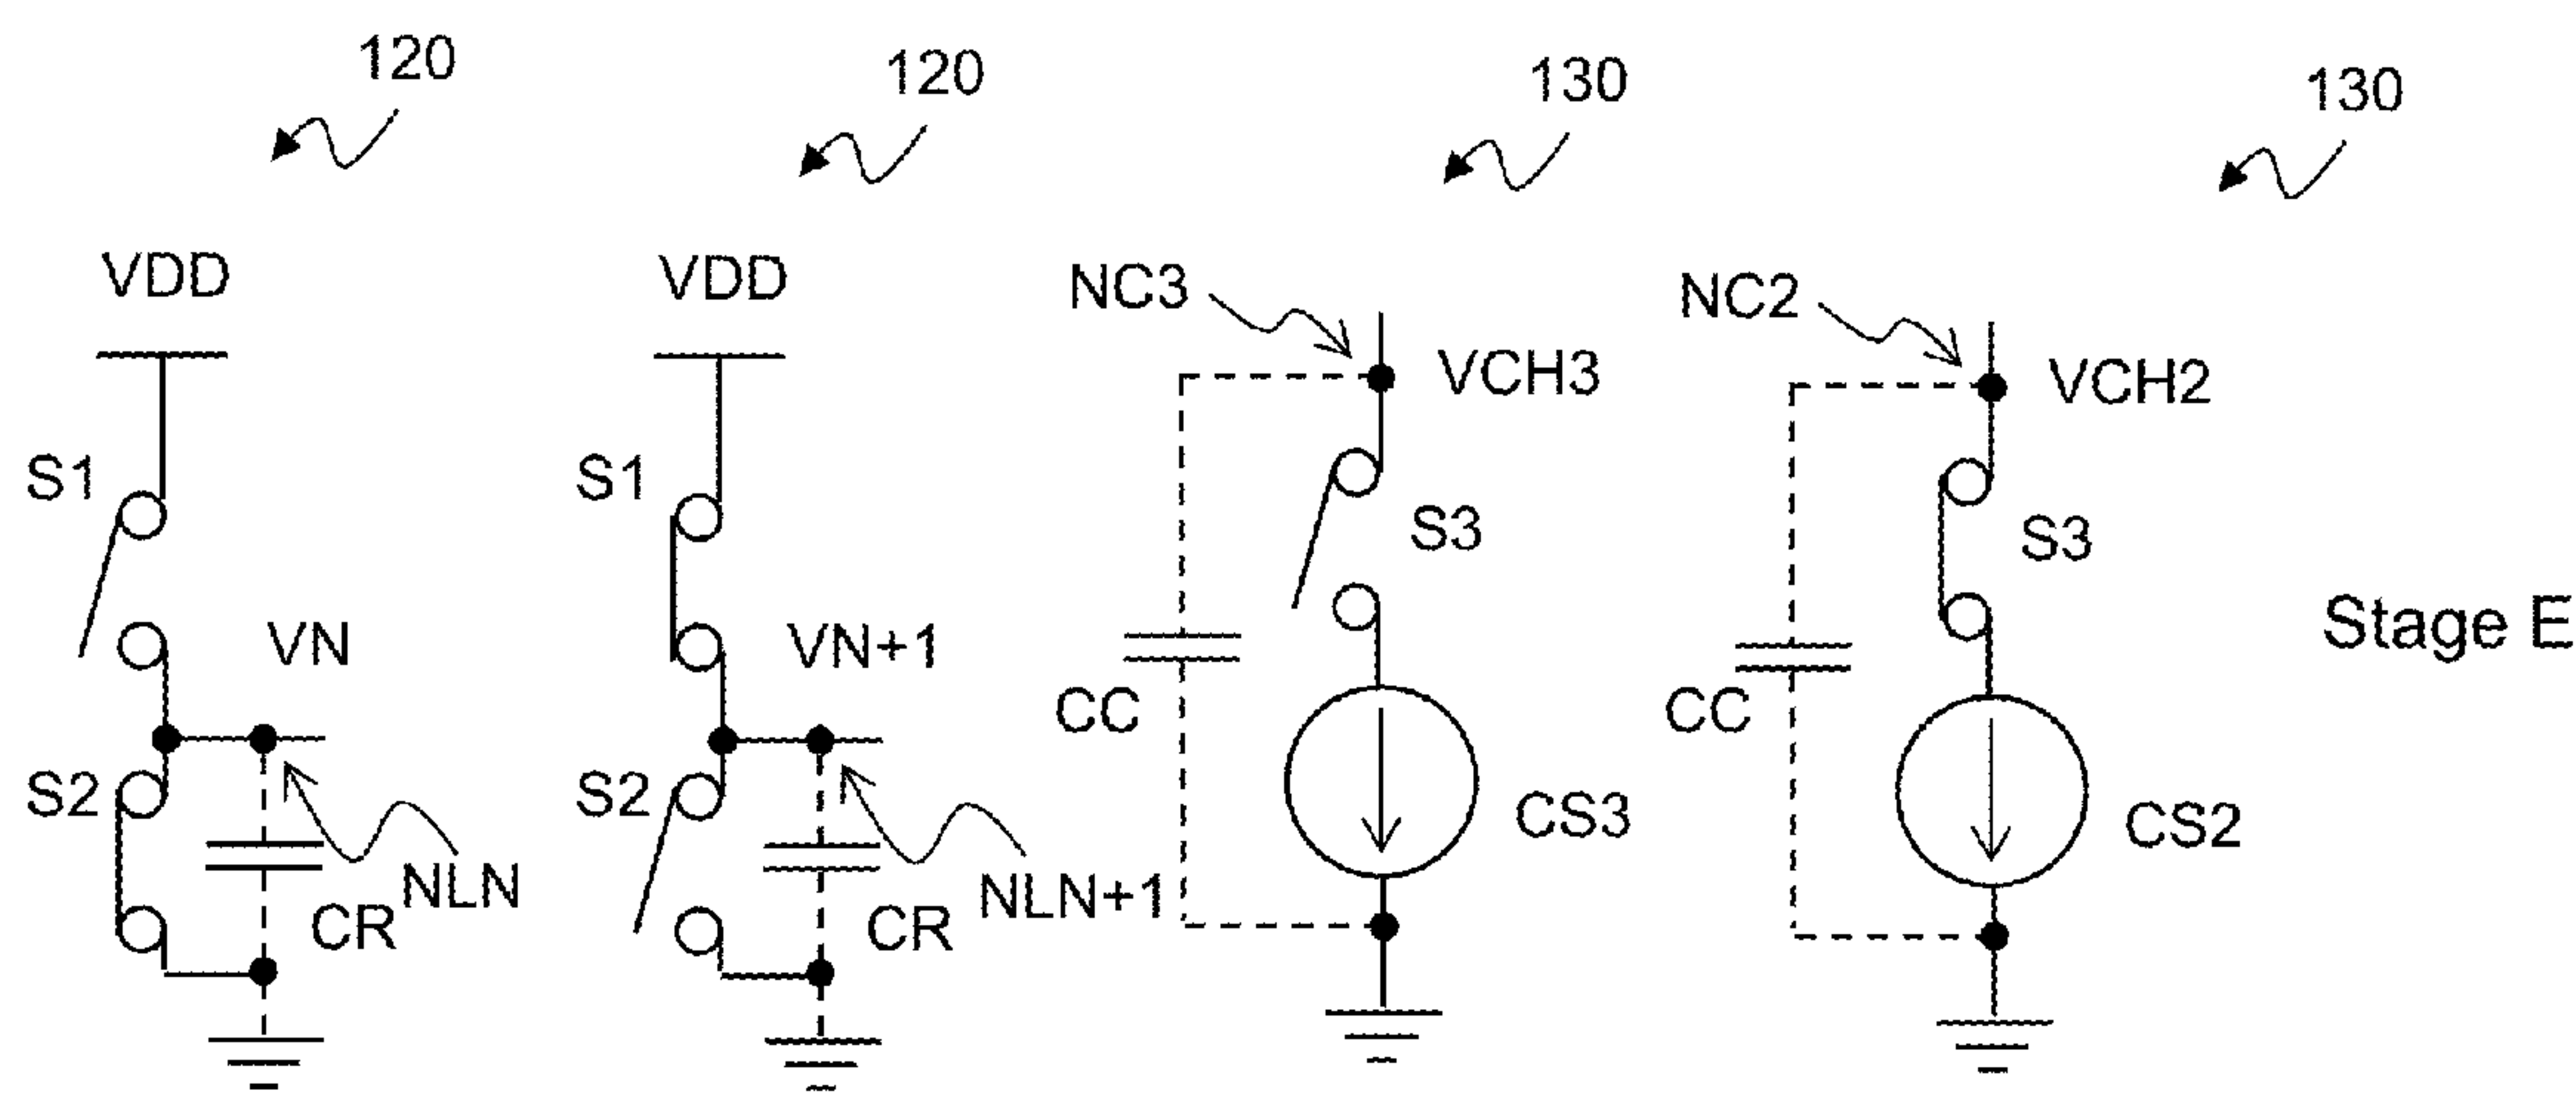 120
120
130
130
VDD
VDD
NC3
NC2
VCH3
VCH2
S1
S1
S3
S3
VN
VN+1
Stage E
CC
CC
S2
S2
CS3
CS2
NLN
NLN+1
CR
CR